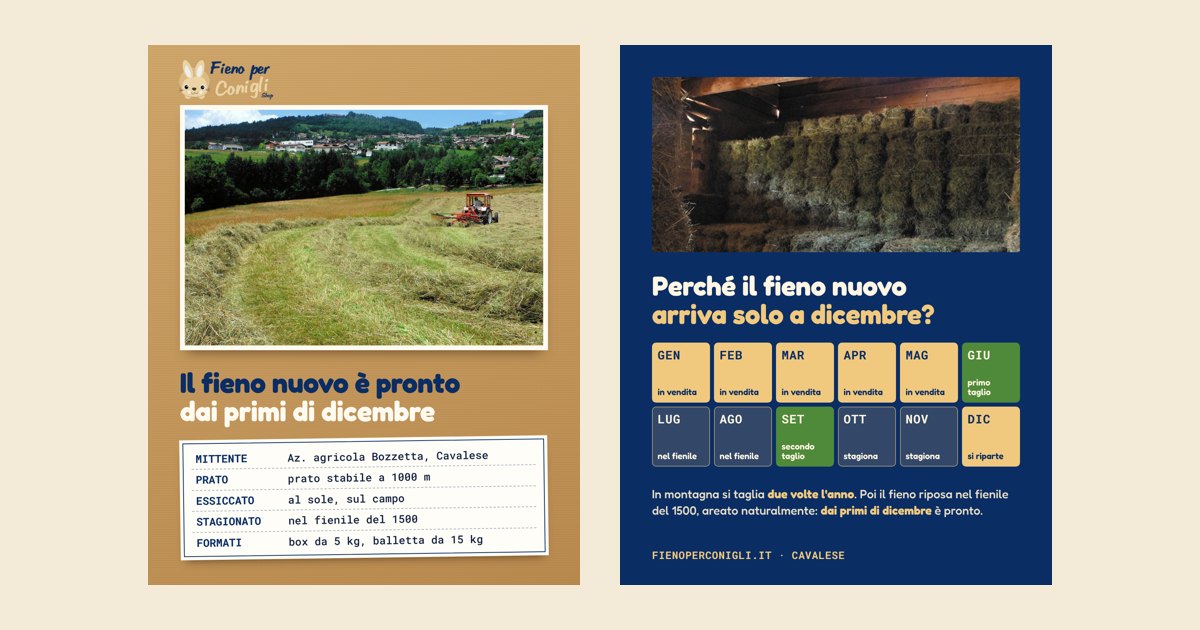 Fieno per
Conigli
Shop
Il fieno nuovo è pronto
dai primi di dicembre
MITTENTE Az. agricola Bozzetta, Cavalese
PRATO prato stabile a 1000 m
ESSICCATO al sole, sul campo
STAGIONATO nel fienile del 1500
FORMATI box da 5 kg, balletta da 15 kg
Perché il fieno nuovo
arriva solo a dicembre?
GEN FEB MAR APR MAG GIU
in vendita in vendita in vendita in vendita in vendita primo
taglio
LUG AGO SET OTT NOV DIC
nel fienile nel fienile secondo
taglio stagiona stagiona si riparte
In montagna si taglia due volte l'anno. Poi il fieno riposa nel fienile
del 1500, areato naturalmente: dai primi di dicembre è pronto.
FIENOPERCONIGLI.IT · CAVALESE